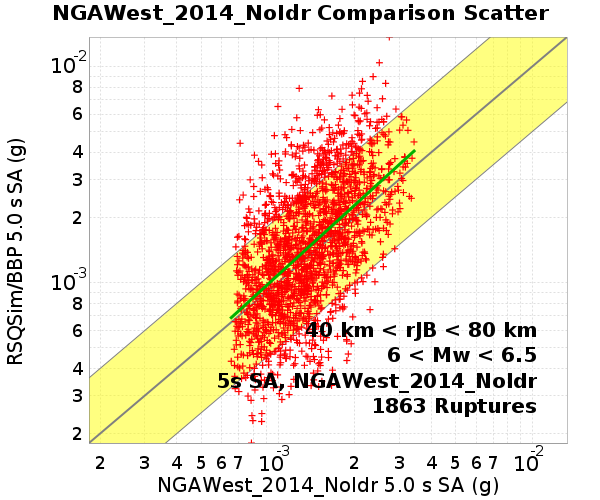 NGAWest_2014_NoIdr Comparison Scatter
RSQSim/BBP 5.0 s SA (g)
10-2
8
6
4
3
2
10-3
8
6
4
3
2
40 km < rJB < 80 km
6 < Mw < 6.5
5s SA, NGAWest_2014_NoIdr
1863 Ruptures
2 3 4 5 6 7 10-3 2 3 4 5 6 7 10-2
NGAWest_2014_NoIdr 5.0 s SA (g)